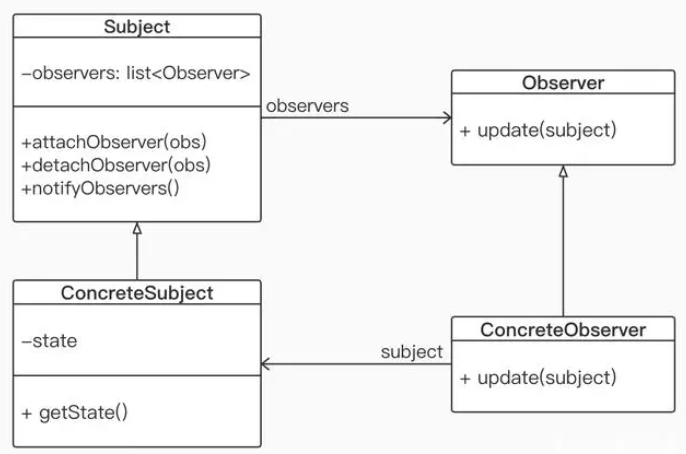 Subject
-observers: list<Observer>
+attachObserver(obs)
+detachObserver(obs)
+notifyObservers()
observers
Observer
+ update(subject)
ConcreteSubject
-state
+ getState()
subject
ConcreteObserver
+ update(subject)